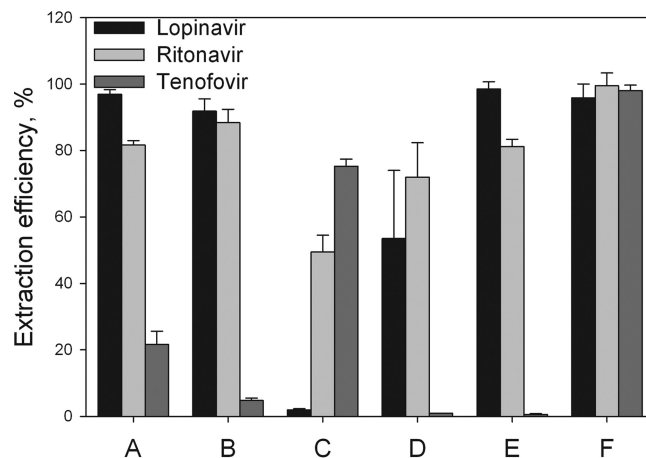 120
100
80
60
40
20
0
Extraction efficiency, %
Lopinavir
Ritonavir
Tenofovir
A B C D E F